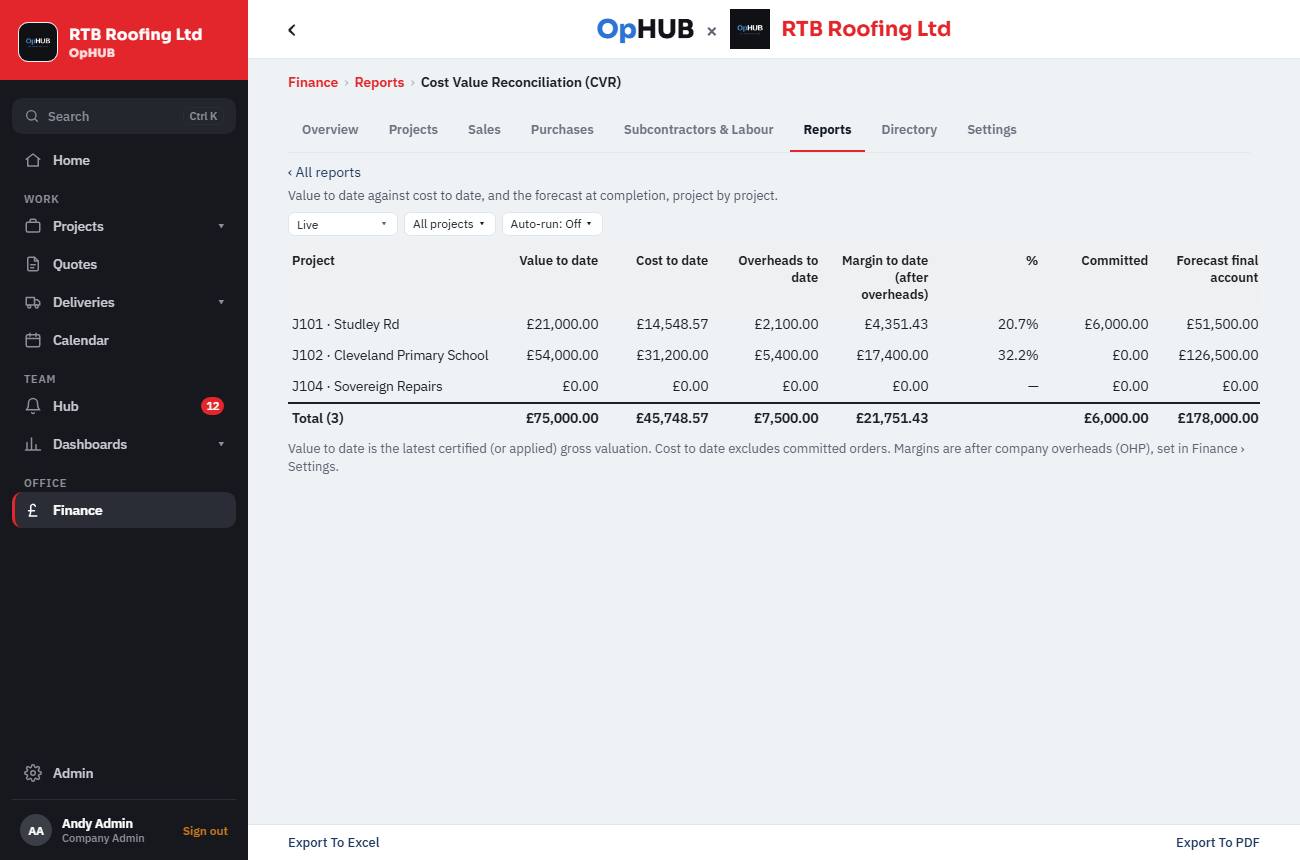 OpHUB
RTB Roofing Ltd
OpHUB
Search Ctrl K
Home
WORK
Projects
Quotes
Deliveries
Calendar
TEAM
Hub 12
Dashboards
OFFICE
£ Finance
Admin
AA
Andy Admin
Company Admin
Sign out
OpHUB × OpHUB RTB Roofing Ltd
Finance › Reports › Cost Value Reconciliation (CVR)
Overview Projects Sales Purchases Subcontractors & Labour Reports Directory Settings
‹ All reports
Value to date against cost to date, and the forecast at completion, project by project.
Live All projects Auto-run: Off
Project Value to date Cost to date Overheads to date Margin to date (after overheads) % Committed Forecast final account
J101 · Studley Rd £21,000.00 £14,548.57 £2,100.00 £4,351.43 20.7% £6,000.00 £51,500.00
J102 · Cleveland Primary School £54,000.00 £31,200.00 £5,400.00 £17,400.00 32.2% £0.00 £126,500.00
J104 · Sovereign Repairs £0.00 £0.00 £0.00 £0.00 — £0.00 £0.00
Total (3) £75,000.00 £45,748.57 £7,500.00 £21,751.43 £6,000.00 £178,000.00
Value to date is the latest certified (or applied) gross valuation. Cost to date excludes committed orders. Margins are after company overheads (OHP), set in Finance ›
Settings.
Export To Excel Export To PDF